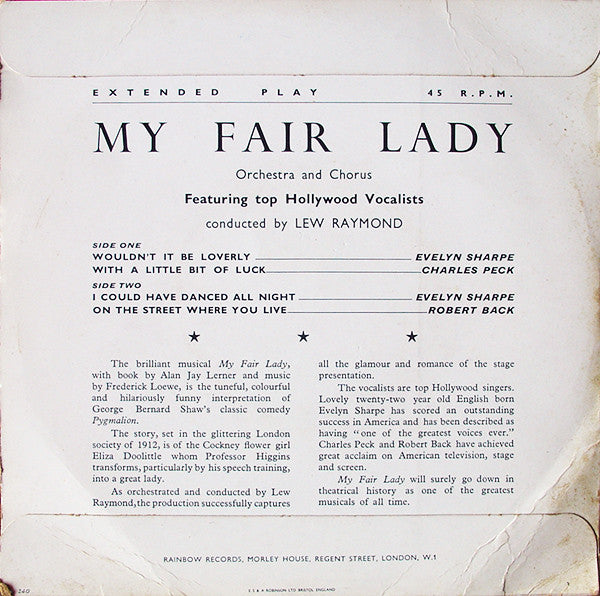 EXTENDED PLAY 45 R.P.M.
MY FAIR LADY
Orchestra and Chorus
Featuring top Hollywood Vocalists
conducted by LEW RAYMOND
SIDE ONE
WOULDN'T IT BE LOVERLY EVELYN SHARPE
WITH A LITTLE BIT OF LUCK CHARLES PECK
SIDE TWO
I COULD HAVE DANCED ALL NIGHT EVELYN SHARPE
ON THE STREET WHERE YOU LIVE ROBERT BACK
★ ★ ★
The brilliant musical My Fair Lady,
with book by Alan Jay Lerner and music
by Frederick Loewe, is the tuneful, colourful
and hilariously funny interpretation of
George Bernard Shaw's classic comedy
Pygmalion.
The story, set in the glittering London
society of 1912, is of the Cockney flower girl
Eliza Doolittle whom Professor Higgins
transforms, particularly by his speech training,
into a great lady.
As orchestrated and conducted by Lew
Raymond, the production successfully captures
all the glamour and romance of the stage
presentation.
The vocalists are top Hollywood singers.
Lovely twenty-two year old English born
Evelyn Sharpe has scored an outstanding
success in America and has been described as
having "one of the greatest voices ever."
Charles Peck and Robert Back have achieved
great acclaim on American television, stage
and screen.
My Fair Lady will surely go down in
theatrical history as one of the greatest
musicals of all time.
RAINBOW RECORDS, MORLEY HOUSE, REGENT STREET, LONDON, W.1
E. S & A ROBINSON LTD BRISTOL ENGLAND